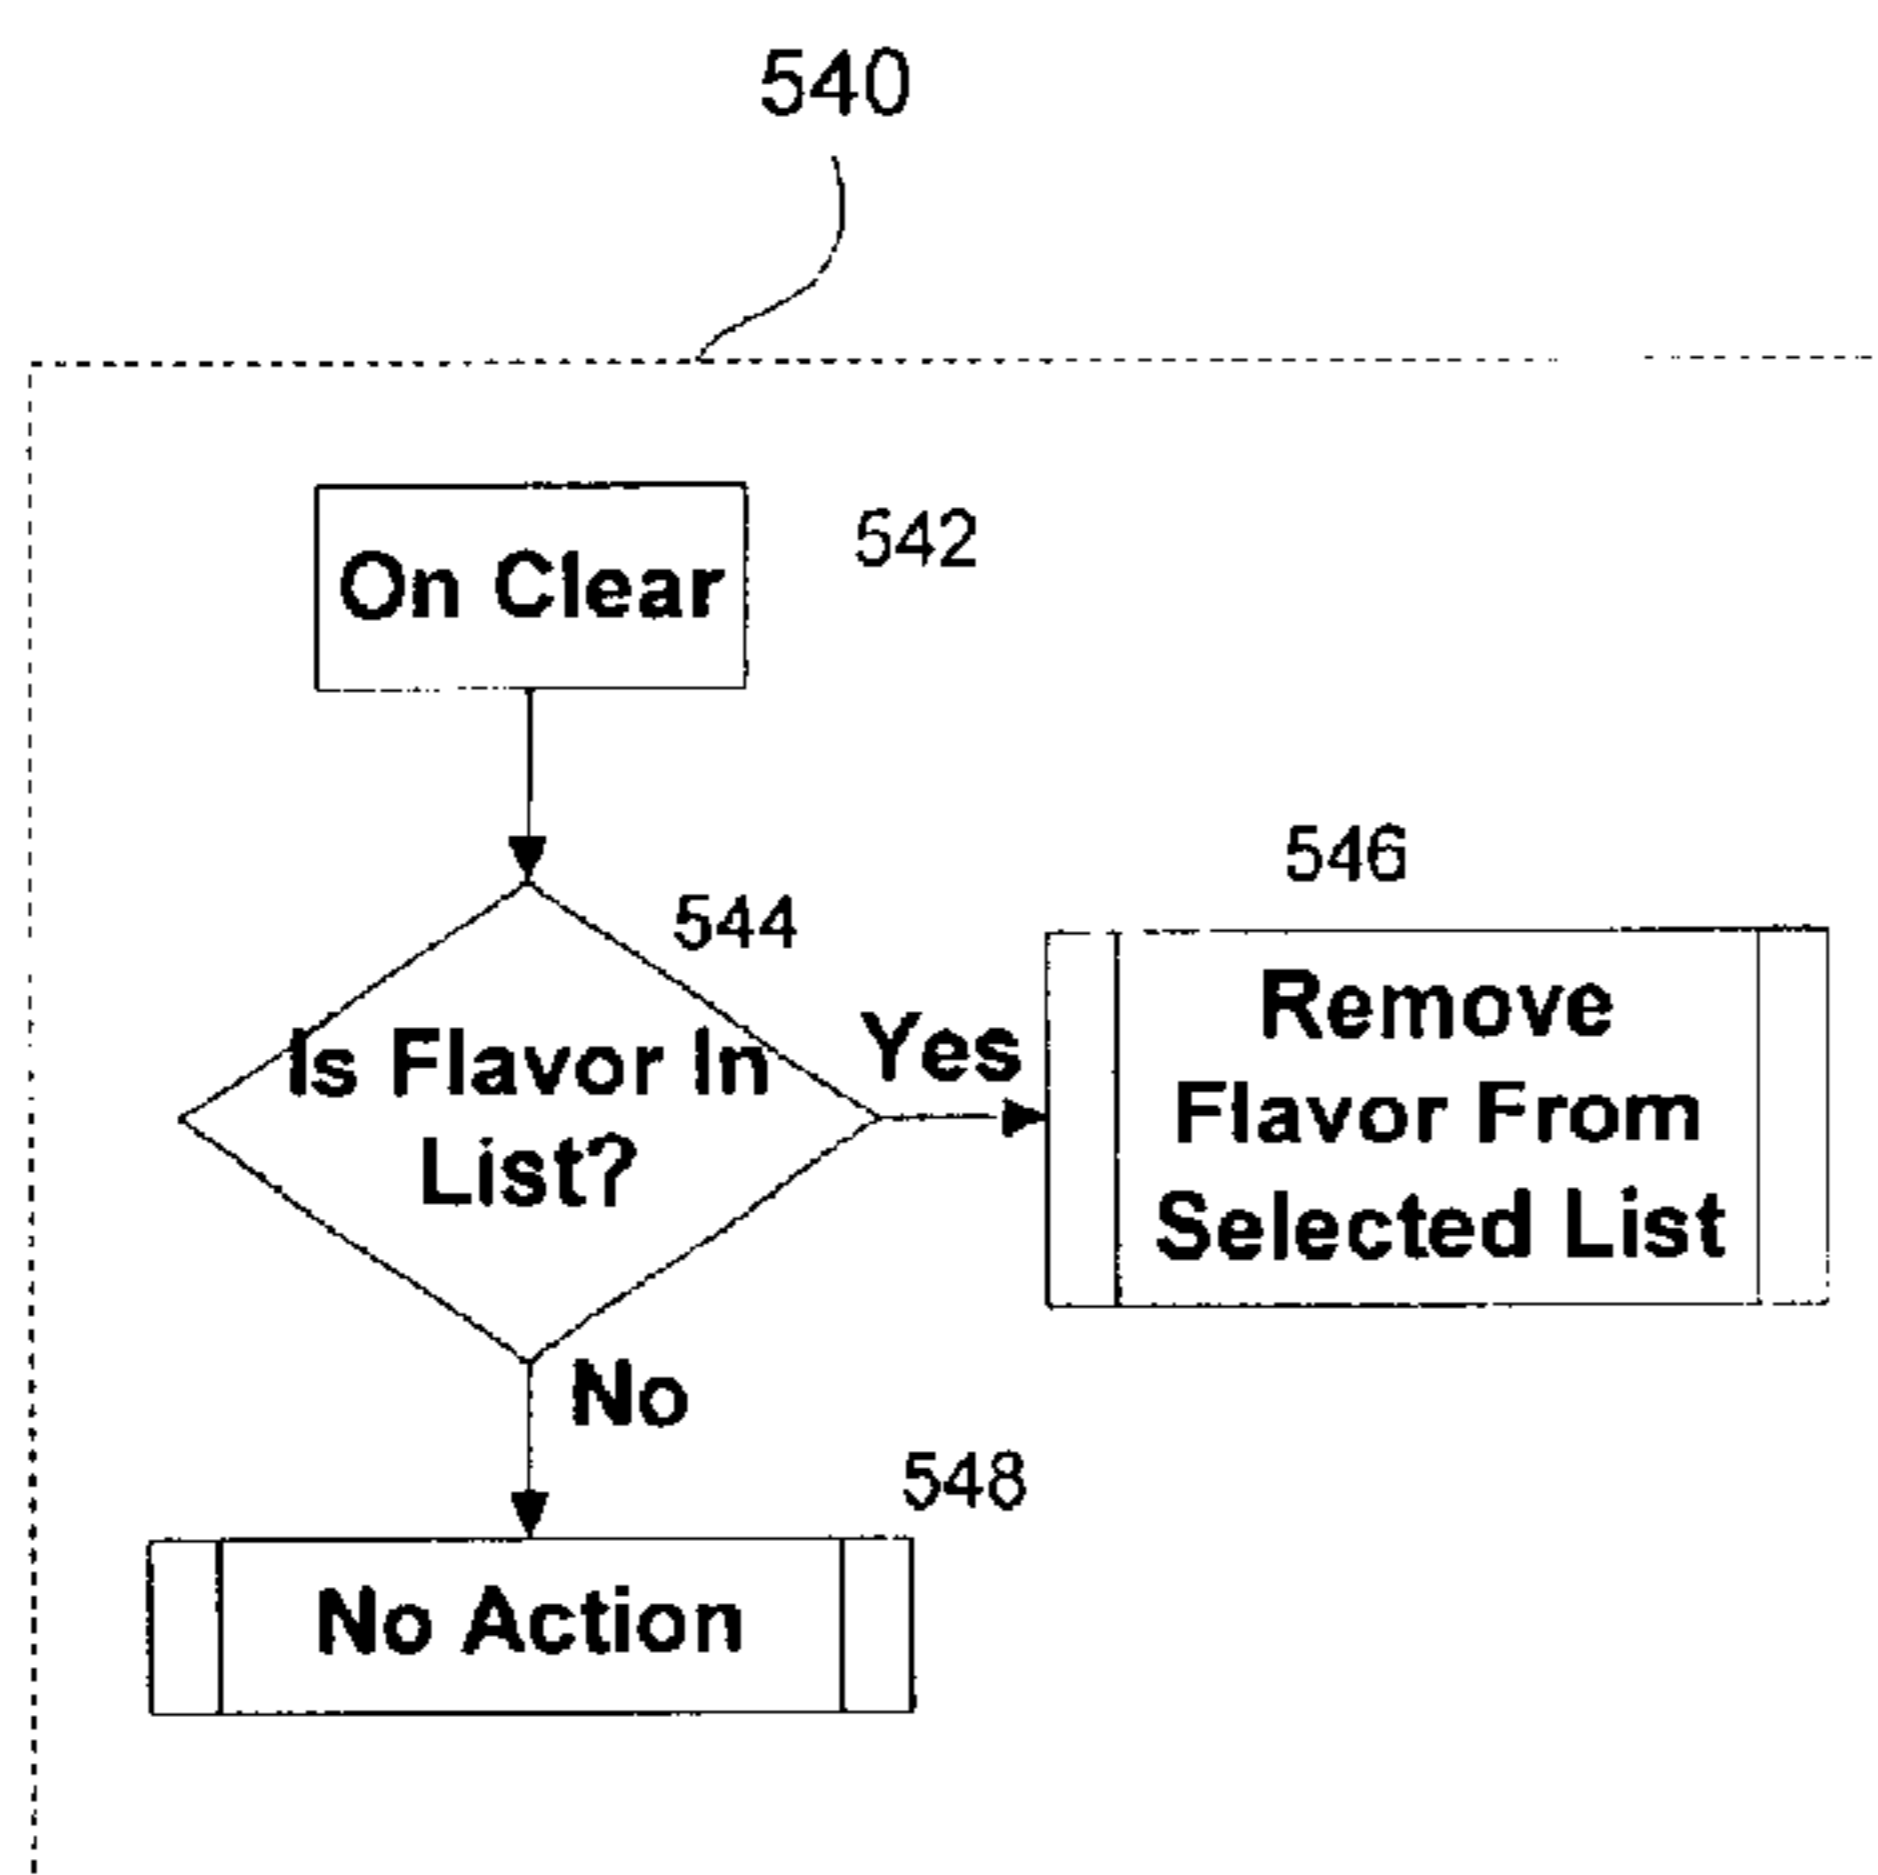 540
On Clear
542
544
Is Flavor In
List?
Yes
546
Remove
Flavor From
Selected List
No
548
No Action